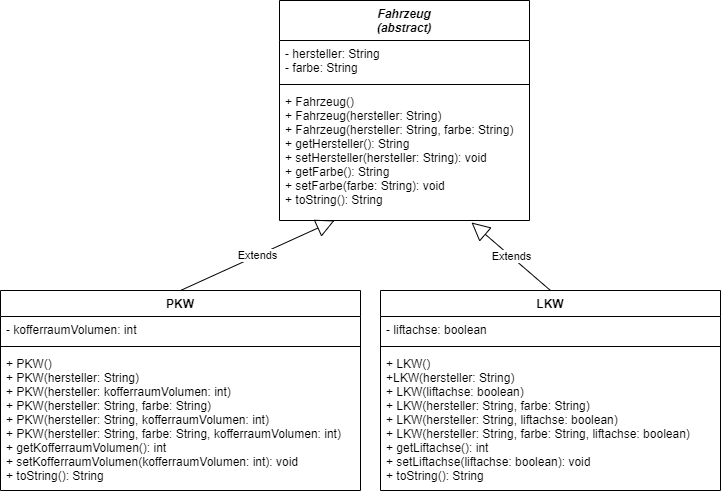 Fahrzeug
(abstract)
- hersteller: String
- farbe: String
+ Fahrzeug()
+ Fahrzeug(hersteller: String)
+ Fahrzeug(hersteller: String, farbe: String)
+ getHersteller(): String
+ setHersteller(hersteller: String): void
+ getFarbe(): String
+ setFarbe(farbe: String): void
+ toString(): String
Extends
Extends
PKW
- kofferraumVolumen: int
+ PKW()
+ PKW(hersteller: String)
+ PKW(hersteller: kofferraumVolumen: int)
+ PKW(hersteller: String, farbe: String)
+ PKW(hersteller: String, kofferraumVolumen: int)
+ PKW(hersteller: String, farbe: String, kofferraumVolumen: int)
+ getKofferraumVolumen(): int
+ setKofferraumVolumen(kofferraumVolumen: int): void
+ toString(): String
LKW
- liftachse: boolean
+ LKW()
+LKW(hersteller: String)
+ LKW(liftachse: boolean)
+ LKW(hersteller: String, farbe: String)
+ LKW(hersteller: String, liftachse: boolean)
+ LKW(hersteller: String, farbe: String, liftachse: boolean)
+ getLiftachse(): int
+ setLiftachse(liftachse: boolean): void
+ toString(): String